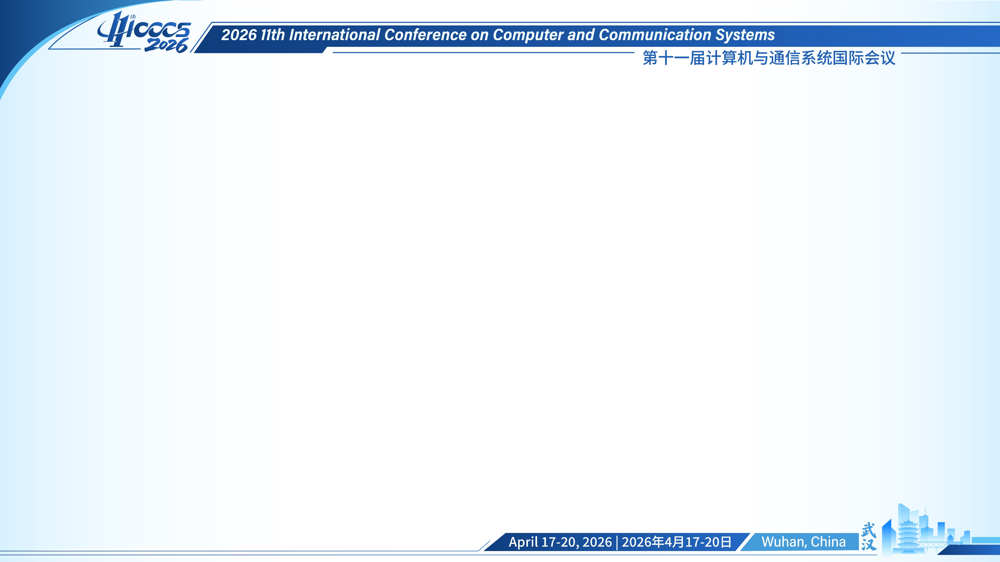 11th ICCCS
2026
2026 11th International Conference on Computer and Communication Systems
第十一届计算机与通信系统国际会议
April 17-20, 2026 | 2026年4月17-20日
Wuhan, China
武汉